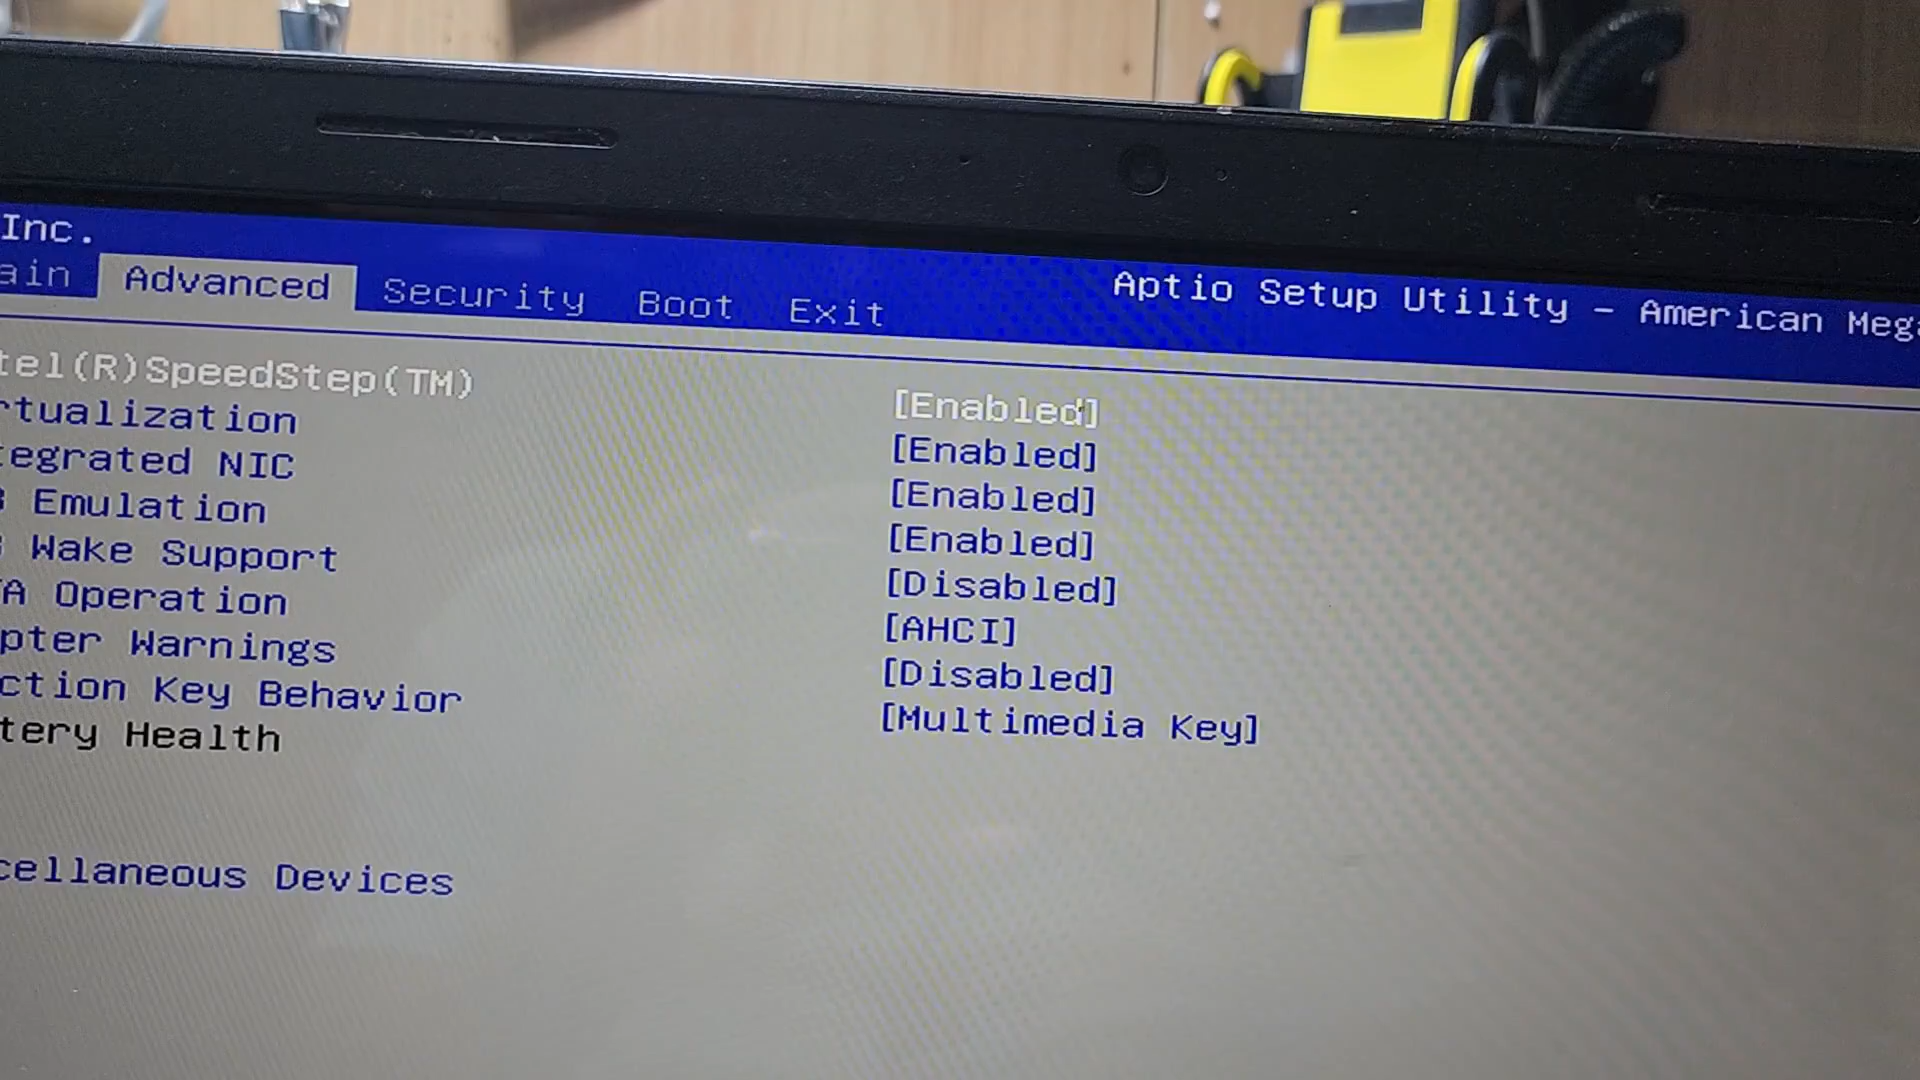 Inc.
ain Advanced Security Boot Exit
Aptio Setup Utility - American Meg
tel(R)SpeedStep(TM) [Enabled]
rtualization [Enabled]
tegrated NIC [Enabled]
B Emulation [Enabled]
B Wake Support [Disabled]
TA Operation [AHCI]
pter Warnings [Disabled]
ction Key Behavior [Multimedia Key]
tery Health
cellaneous Devices